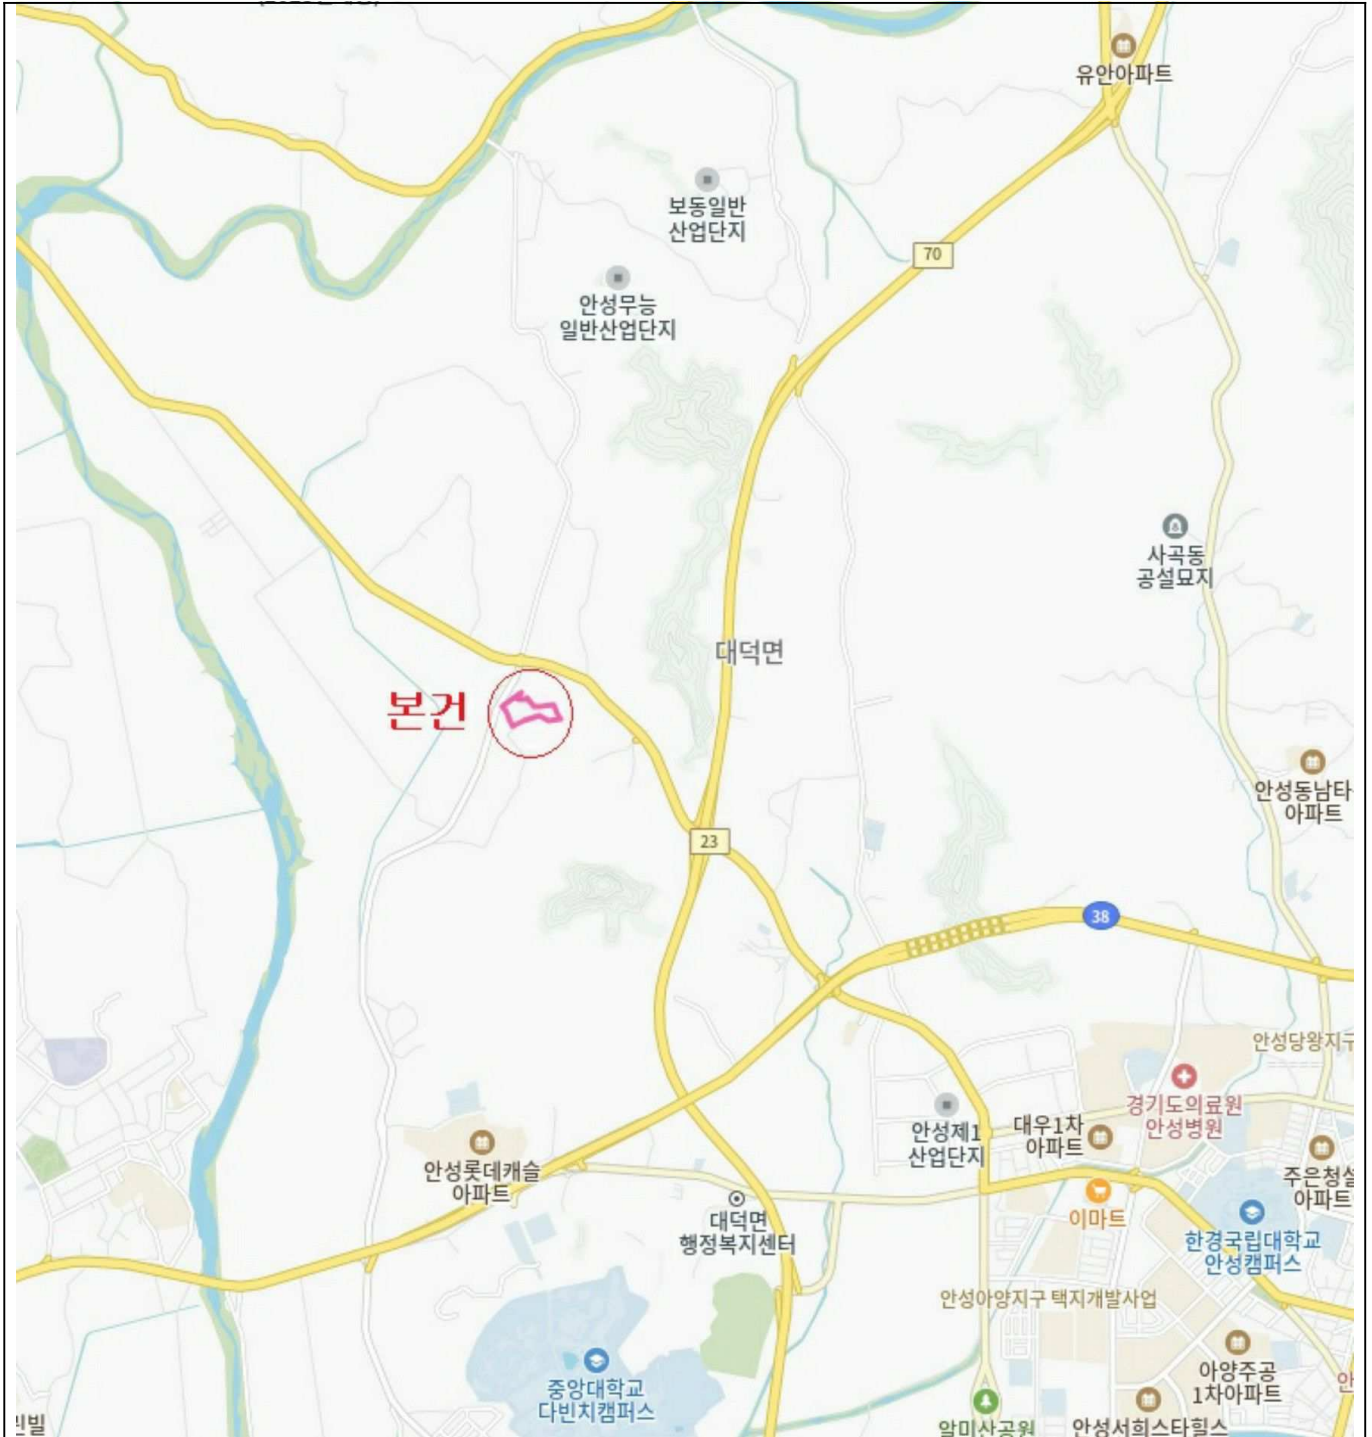 유안아파트
보동일반
산업단지
70
안성무능
일반산업단지
사곡동
공설묘지
대덕면
본건
안성동남타
아파트
23
38
안성당왕지구
경기도의료원
안성병원
안성제1
산업단지
대우1차
아파트
안성롯데캐슬
아파트
주은청설
아파트
대덕면
행정복지센터
이마트
한경국립대학교
안성캠퍼스
안성아양지구 택지개발사업
중앙대학교
다빈치캠퍼스
아양주공
1차아파트
안
린빌
알미산공원
안성서희스타힐스